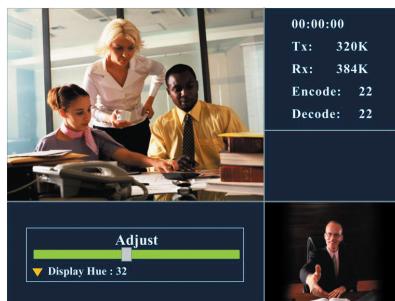 00:00:00
Tx: 320K
Rx: 384K
Encode: 22
Decode: 22
Adjust
Display Hue : 32